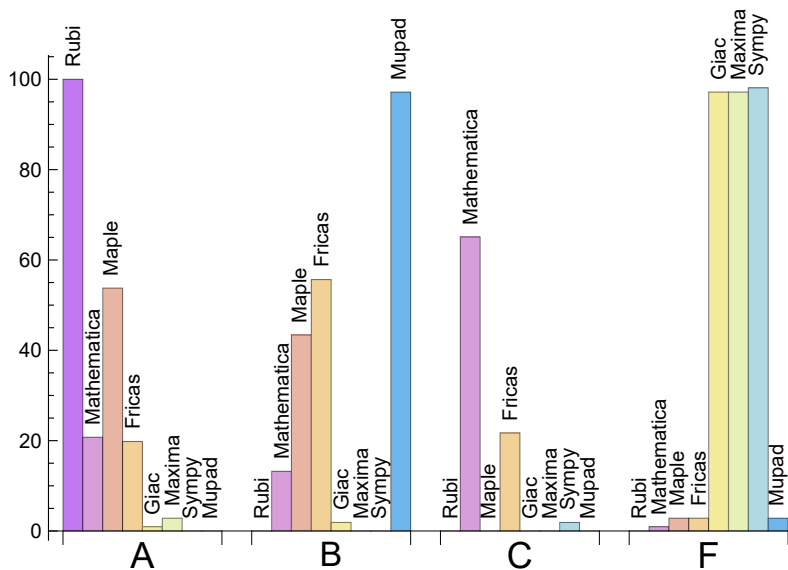 100
80
60
40
20
0
Rubi
Mathematica
Maple
Fricas
Giac
Maxima
Sympy
Mupad
A
Rubi
Mathematica
Maple
Fricas
Giac
Maxima
Sympy
Mupad
B
Rubi
Mathematica
Maple
Fricas
Giac
Maxima
Sympy
Mupad
C
Rubi
Mathematica
Maple
Fricas
Giac
Maxima
Sympy
Mupad
F